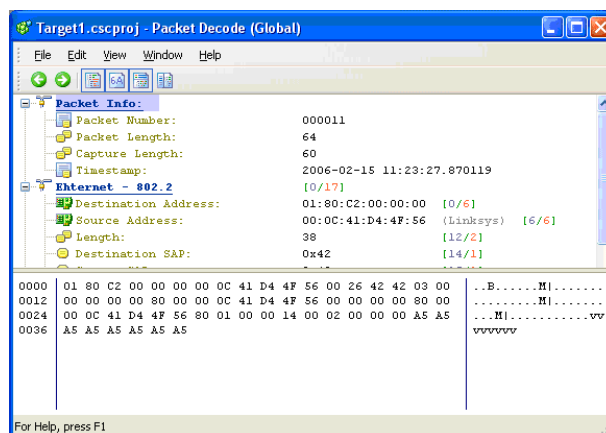 Target1.cscproj - Packet Decode (Global)
File Edit View Window Help
Packet Info:
Packet Number: 000011
Packet Length: 64
Capture Length: 60
Timestamp: 2006-02-15 11:23:27.870119
Ehternet - 802.2 [0/17]
Destination Address: 01:80:C2:00:00:00 [0/6]
Source Address: 00:0C:41:D4:4F:56 (Linksys) [6/6]
Length: 38 [12/2]
Destination SAP: 0x42 [14/1]
0000 01 80 C2 00 00 00 00 0C 41 D4 4F 56 00 26 42 42 03 00 ..B......M|.......
0012 00 00 00 00 80 00 00 0C 41 D4 4F 56 00 00 00 00 80 00 .........M|.......
0024 00 0C 41 D4 4F 56 80 01 00 00 14 00 02 00 00 00 A5 A5 ...M|...........vv
0036 A5 A5 A5 A5 A5 A5 vvvvvv
For Help, press F1